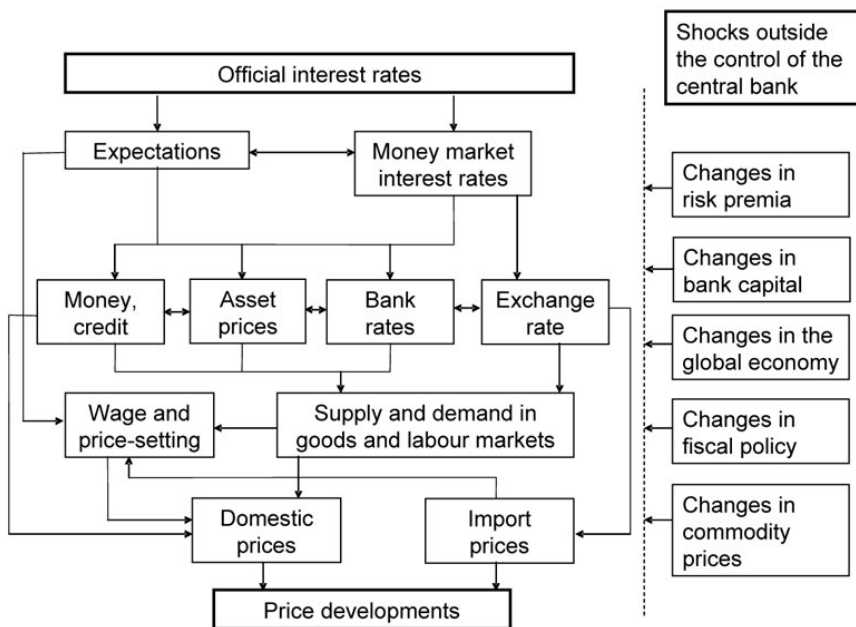 Official interest rates
Shocks outside
the control of the
central bank
Expectations
Money market
interest rates
Changes in
risk premia
Money,
credit
Asset
prices
Bank
rates
Exchange
rate
Changes in
bank capital
Changes in the
global economy
Wage and
price-setting
Supply and demand in
goods and labour markets
Changes in
fiscal policy
Domestic
prices
Import
prices
Changes in
commodity
prices
Price developments